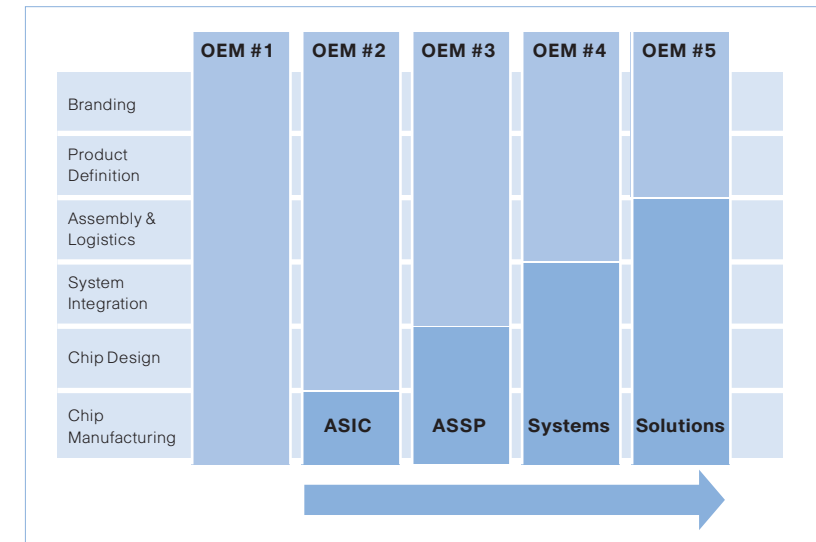 OEM #1 OEM #2 OEM #3 OEM #4 OEM #5
Branding
Product
Definition
Assembly &
Logistics
System
Integration
Chip Design
Chip
Manufacturing
ASIC ASSP Systems Solutions